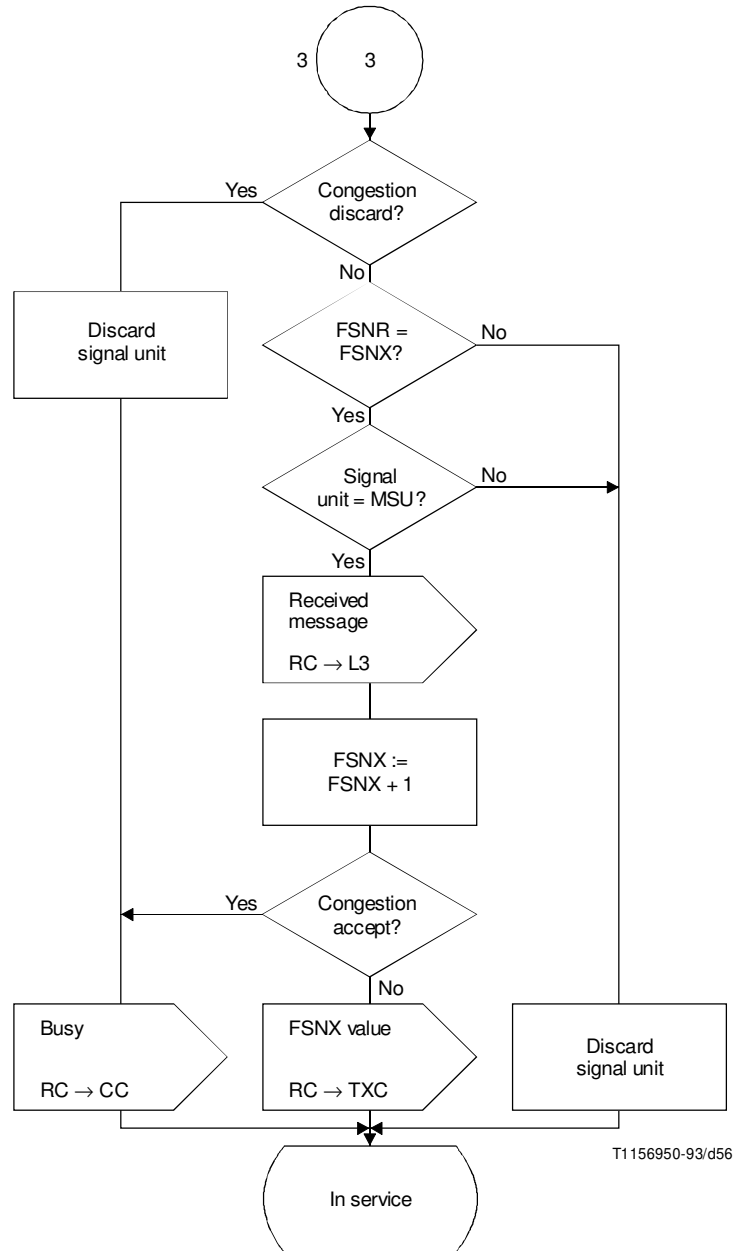 3
3
Yes
Congestion
discard?
No
Discard
signal unit
FSNR =
FSNX?
No
Yes
Signal
unit = MSU?
No
Yes
Received
message
RC → L3
FSNX :=
FSNX + 1
Yes
Congestion
accept?
No
Busy
RC → CC
FSNX value
RC → TXC
Discard
signal unit
T1156950-93/d56
In service